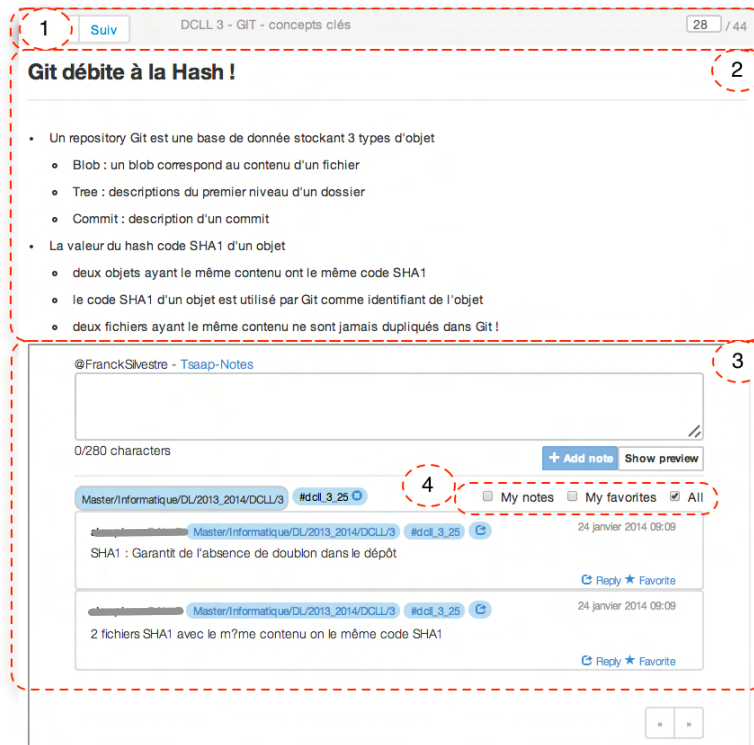 1 Suiv DCLL 3 - GIT - concepts clés 28 / 44
Git débite à la Hash ! 2
• Un repository Git est une base de donnée stockant 3 types d'objet
Blob : un blob correspond au contenu d'un fichier
Tree : descriptions du premier niveau d'un dossier
Commit : description d'un commit
• La valeur du hash code SHA1 d'un objet
deux objets ayant le même contenu ont le même code SHA1
le code SHA1 d'un objet est utilisé par Git comme identifiant de l'objet
deux fichiers ayant le même contenu ne sont jamais dupliqués dans Git !
3
@FranckSilvestre - Tsaap-Notes
0/280 characters
+ Add note Show preview
4
Master/Informatique/DL/2013_2014/DCLL/3 #dcll_3_25
My notes My favorites All
Master/Informatique/DL/2013_2014/DCLL/3 #dcll_3_25 24 janvier 2014 09:09
SHA1 : Garantit de l'absence de doublon dans le dépôt
Reply ★ Favorite
Master/Informatique/DL/2013_2014/DCLL/3 #dcll_3_25 24 janvier 2014 09:09
2 fichiers SHA1 avec le m?me contenu on le même code SHA1
Reply ★ Favorite
« »